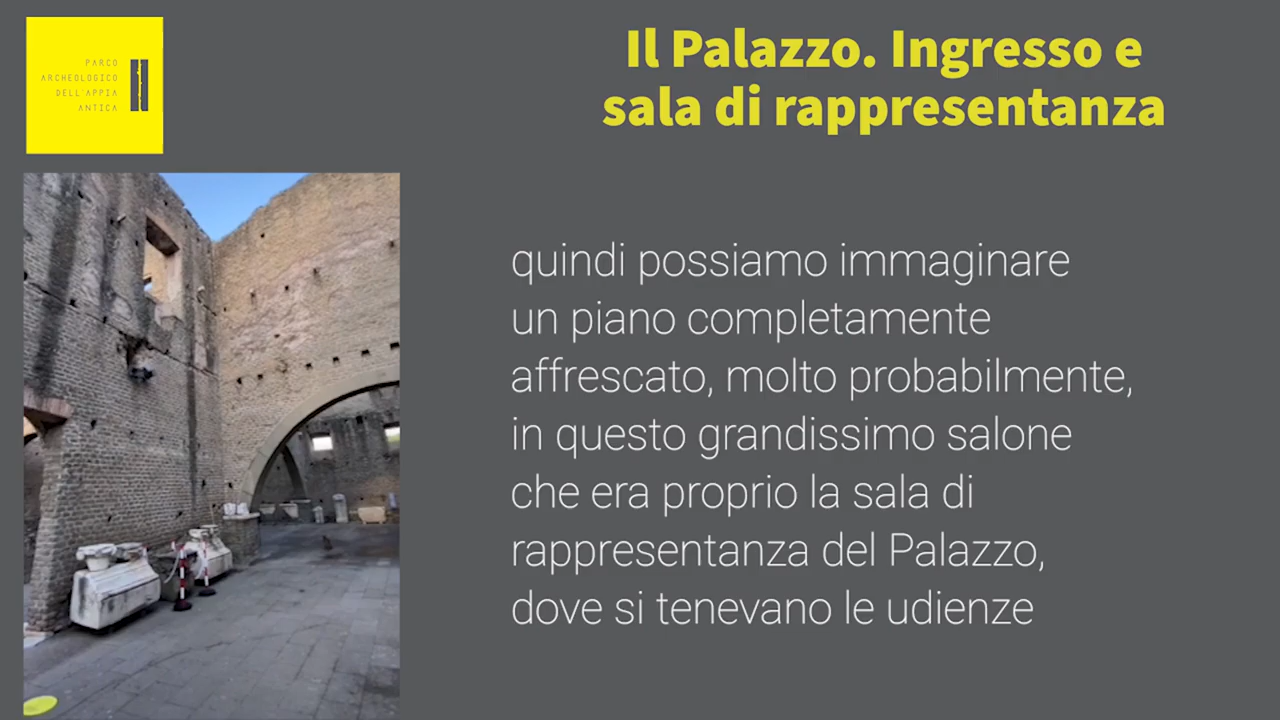 PARCO
ARCHEOLOGICO
DELL'APPIA
ANTICA
Il Palazzo. Ingresso e
sala di rappresentanza
quindi possiamo immaginare
un piano completamente
affrescato, molto probabilmente,
in questo grandissimo salone
che era proprio la sala di
rappresentanza del Palazzo,
dove si tenevano le udienze